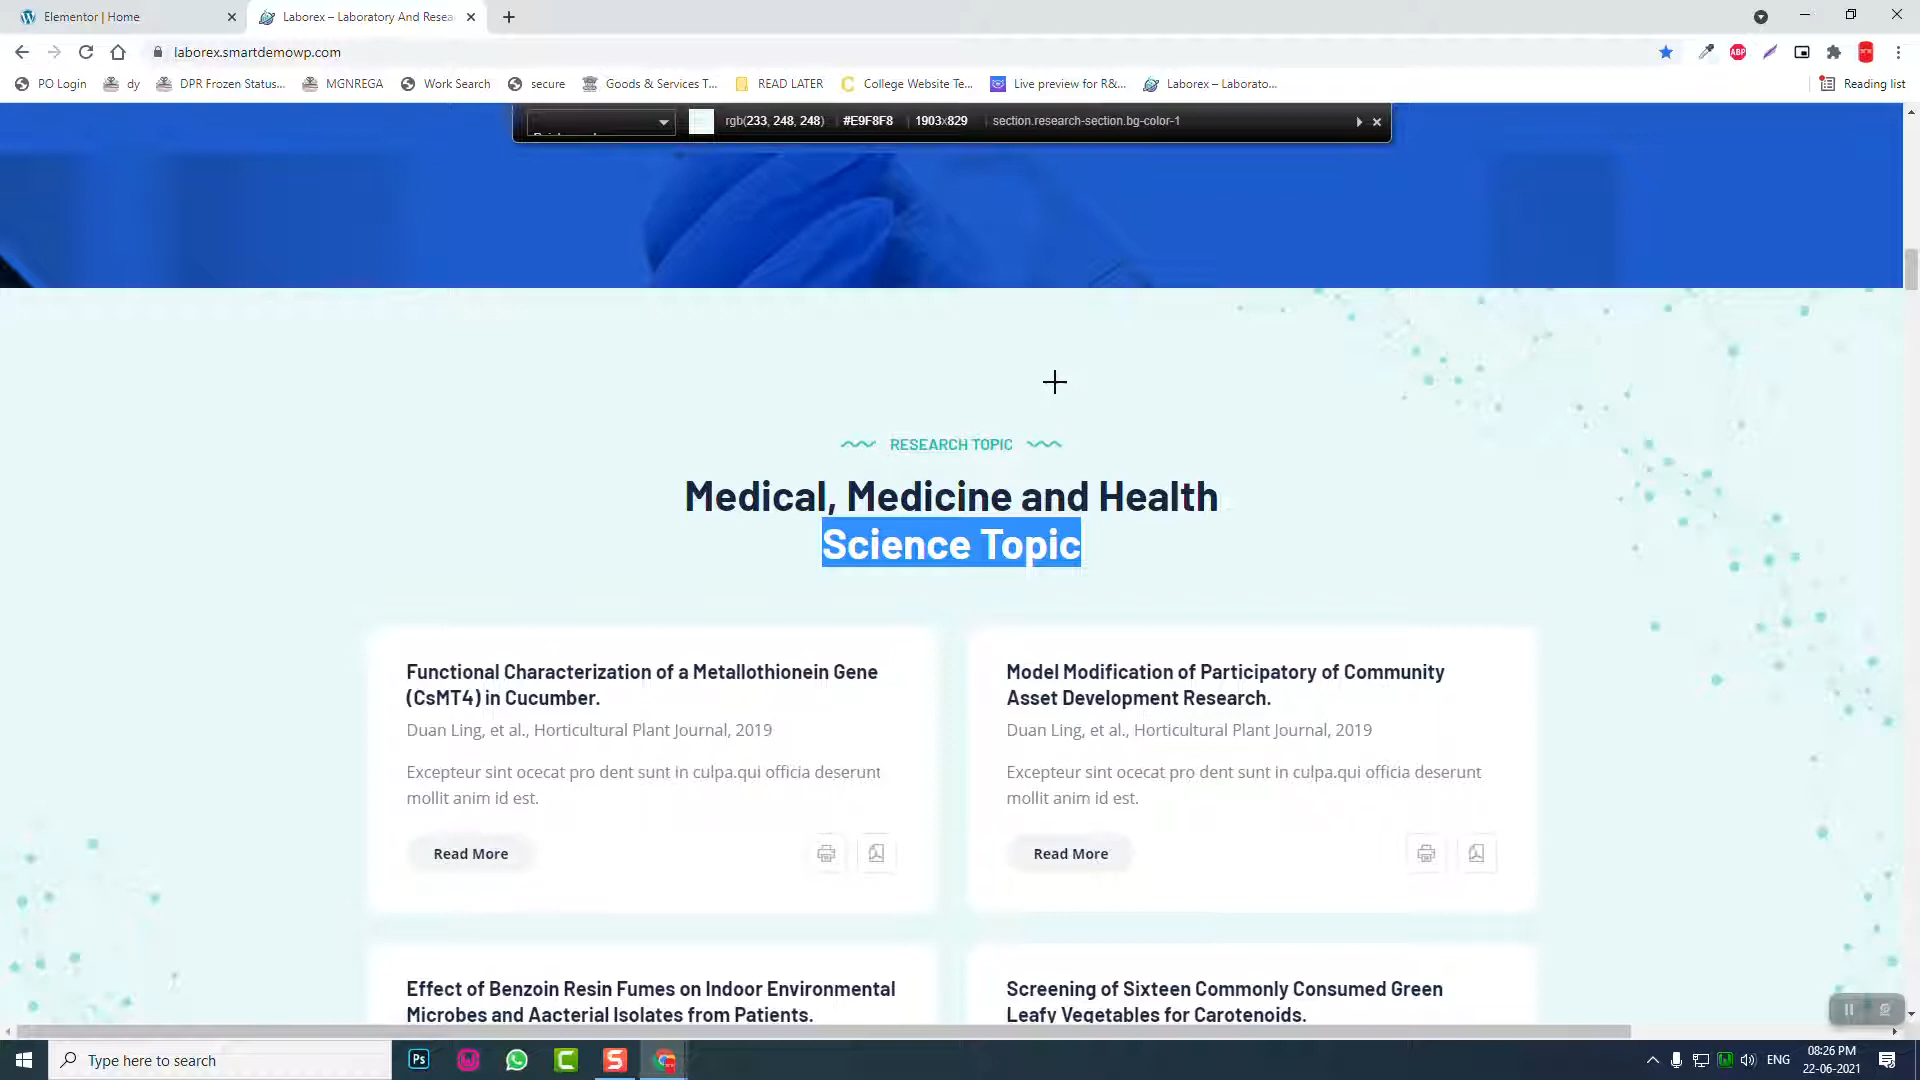 Elementor | Home
Laborex – Laboratory And Resea
laborex.smartdemowp.com
PO Login
dy
DPR Frozen Status...
MGNREGA
Work Search
secure
Goods & Services T...
READ LATER
College Website Te...
Live preview for R&...
Laborex – Laborato...
Reading list
rgb(233, 248, 248)
#E9F8F8
1903x829
section.research-section.bg-color-1
RESEARCH TOPIC
Medical, Medicine and Health
Science Topic
Functional Characterization of a Metallothionein Gene
(CsMT4) in Cucumber.
Duan Ling, et al., Horticultural Plant Journal, 2019
Excepteur sint ocecat pro dent sunt in culpa.qui officia deserunt
mollit anim id est.
Read More
Model Modification of Participatory of Community
Asset Development Research.
Duan Ling, et al., Horticultural Plant Journal, 2019
Excepteur sint ocecat pro dent sunt in culpa.qui officia deserunt
mollit anim id est.
Read More
Effect of Benzoin Resin Fumes on Indoor Environmental
Microbes and Aacterial Isolates from Patients.
Screening of Sixteen Commonly Consumed Green
Leafy Vegetables for Carotenoids.
Type here to search
Ps
ENG
08:26 PM
22-06-2021